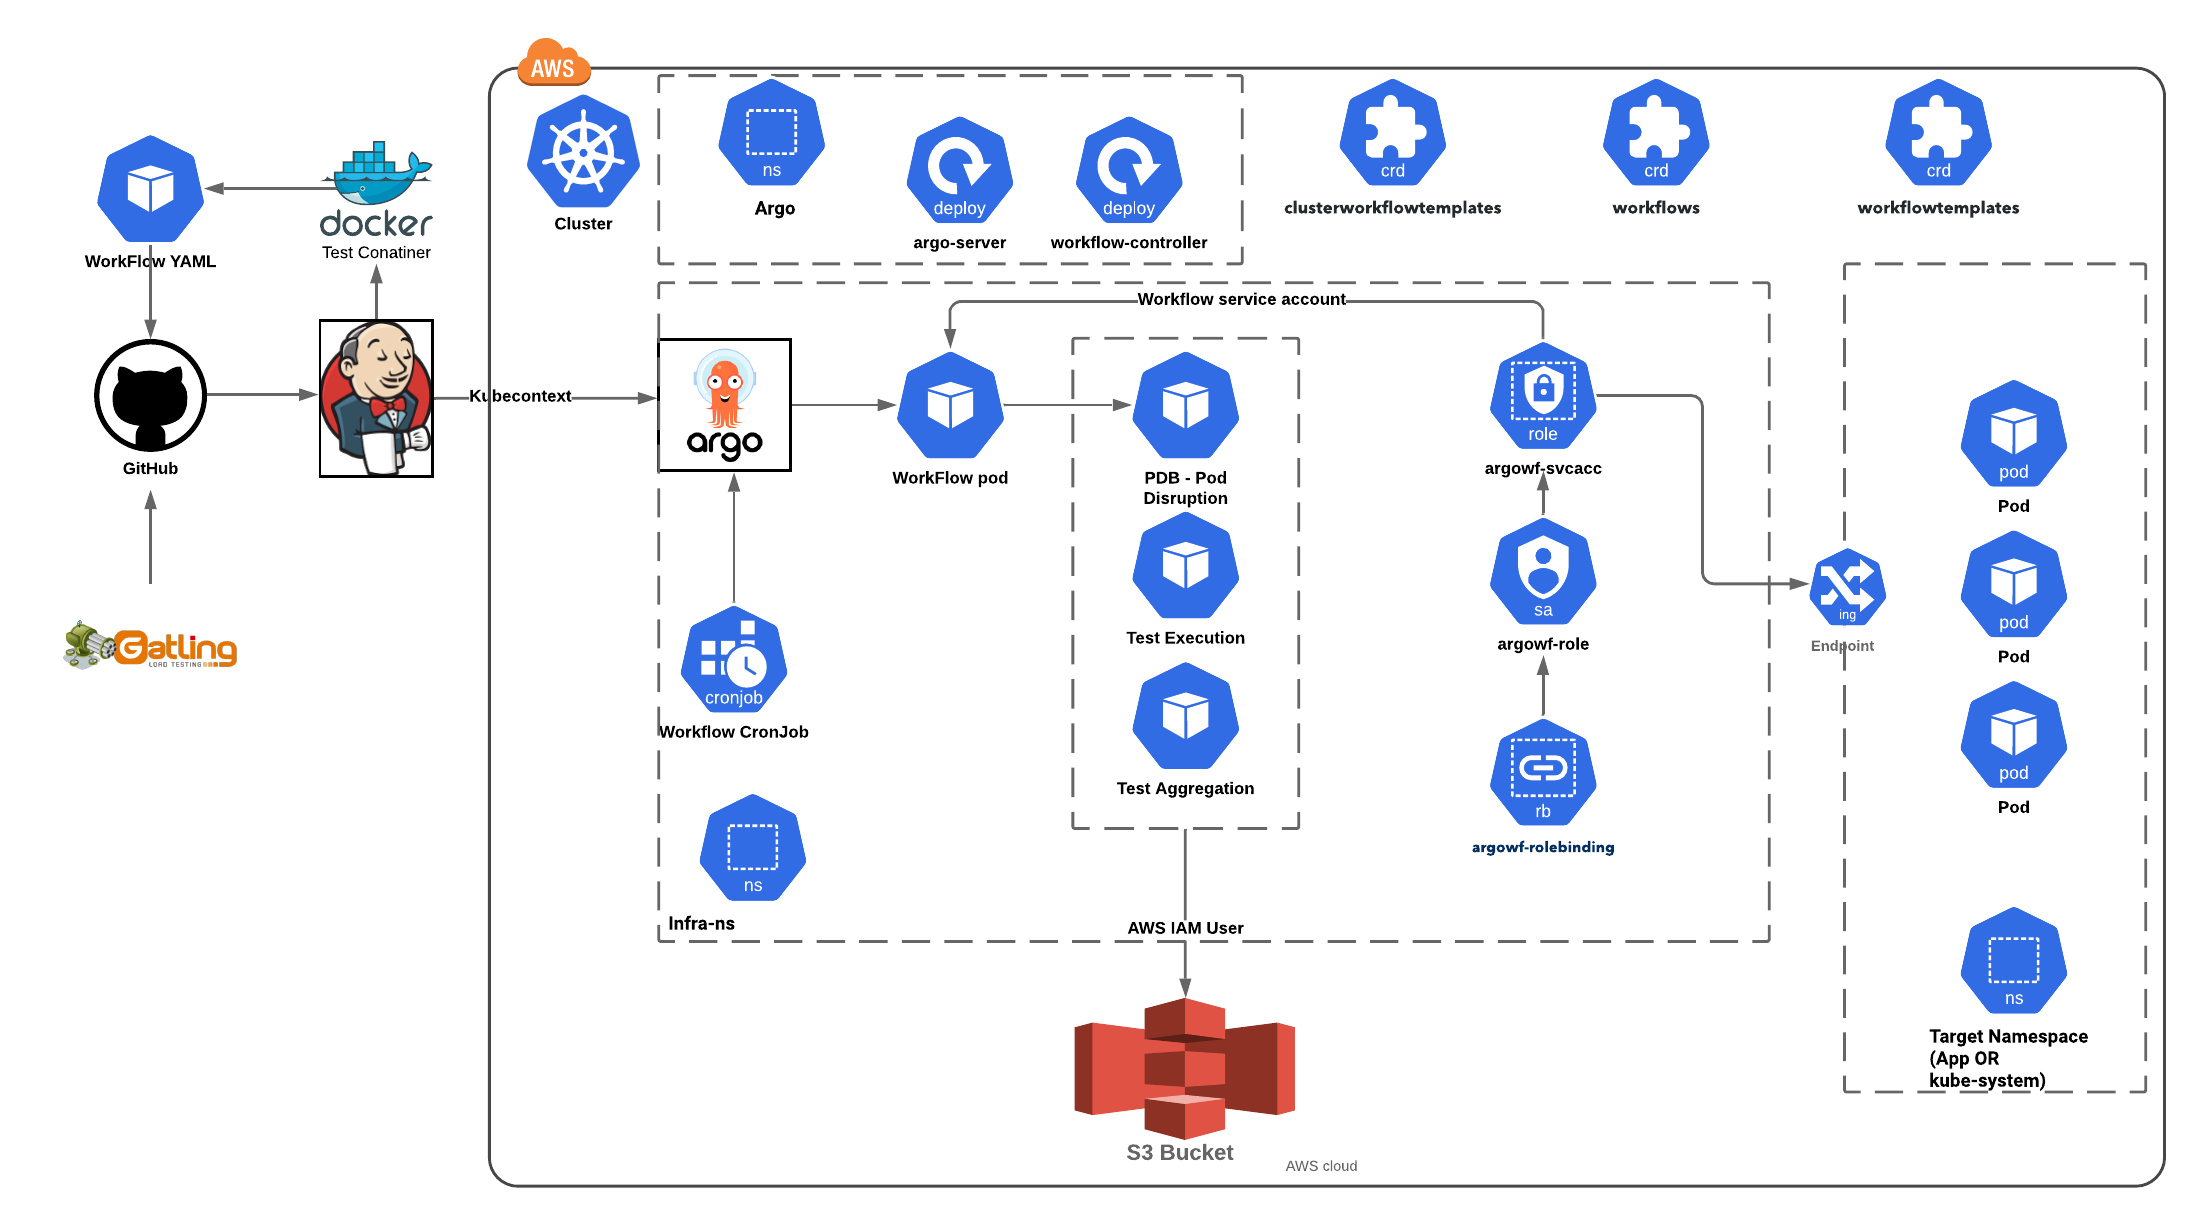 AWS
Cluster
ns
Argo
deploy
argo-server
deploy
workflow-controller
crd
clusterworkflowtemplates
crd
workflows
crd
workflowtemplates
WorkFlow YAML
docker
Test Conatiner
GitHub
Gatling
LOAD TESTING
Kubecontext
argo
Workflow service account
WorkFlow pod
PDB - Pod
Disruption
Test Execution
Test Aggregation
cronjob
Workflow CronJob
ns
Infra-ns
role
argowf-svcacc
sa
argowf-role
rb
argowf-rolebinding
ing
Endpoint
pod
Pod
pod
Pod
pod
Pod
ns
Target Namespace
(App OR
kube-system)
AWS IAM User
S3 Bucket
AWS cloud